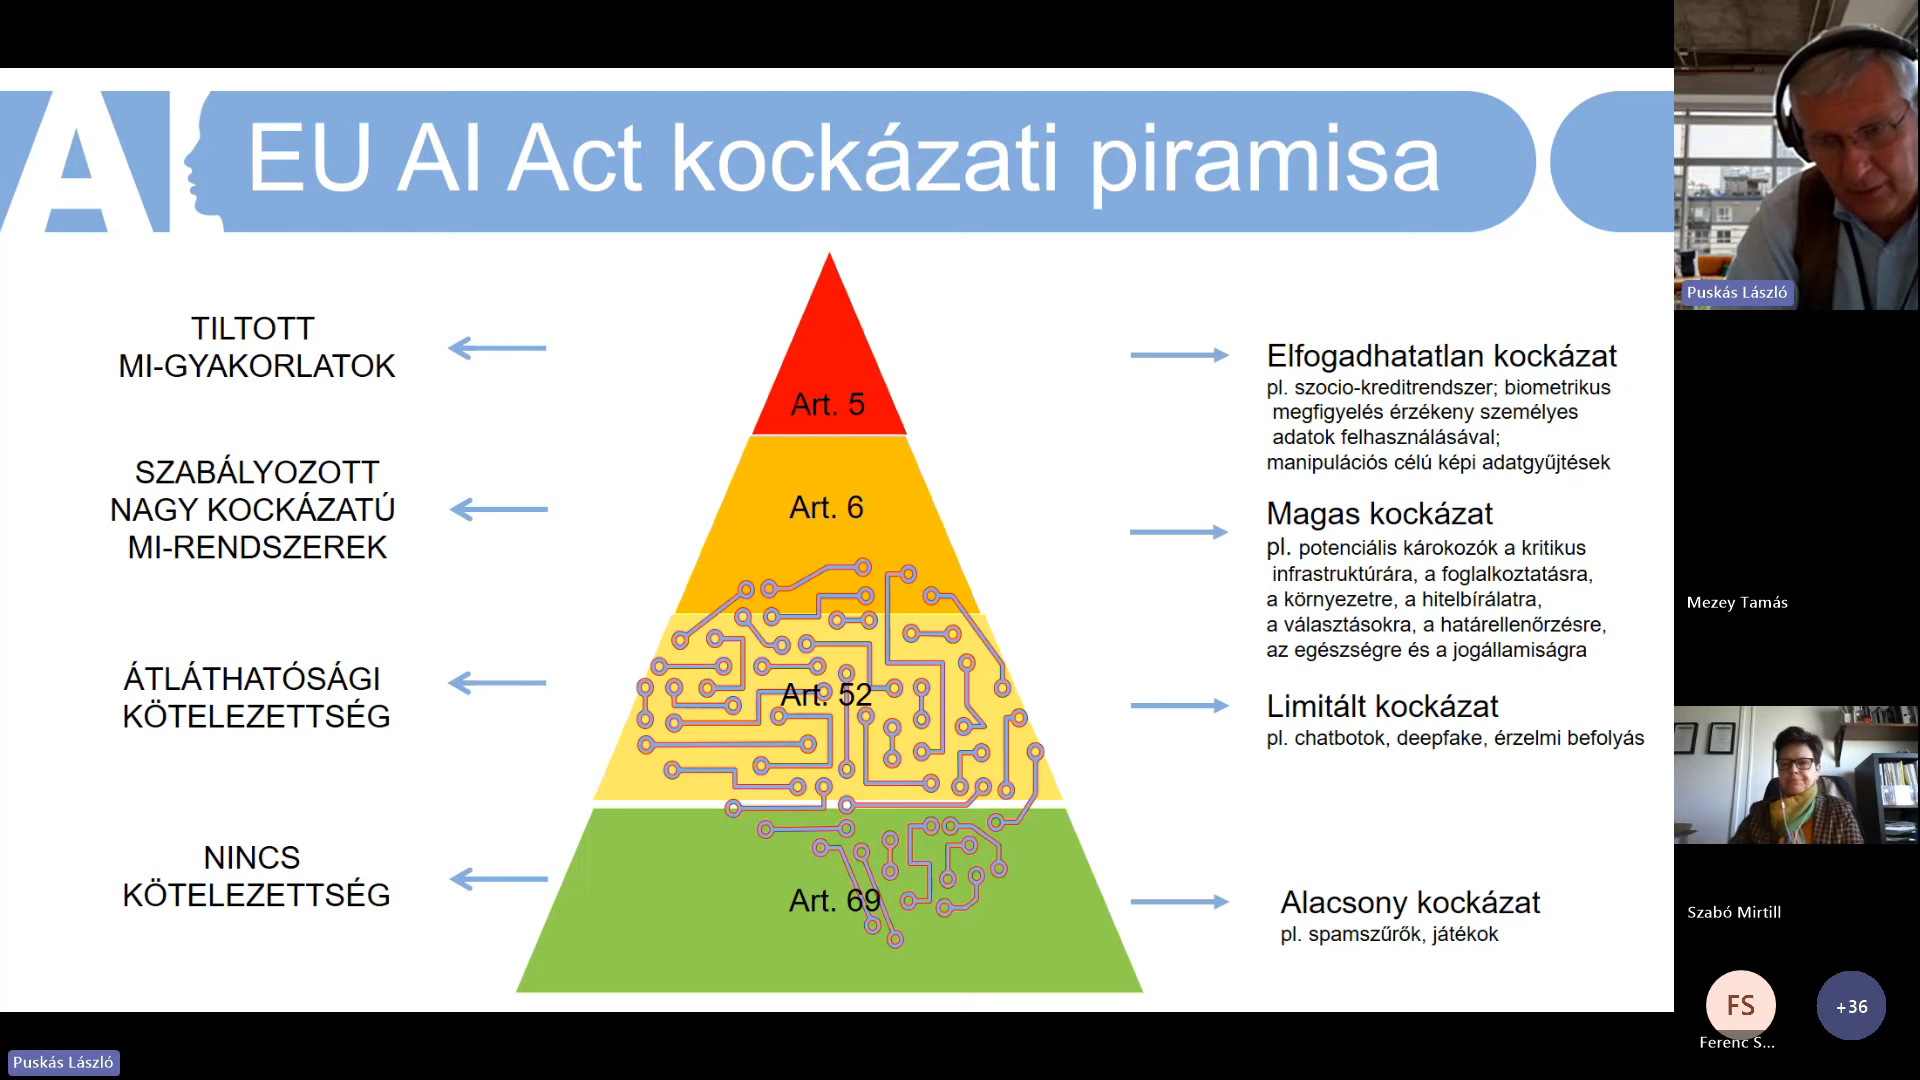 AI
EU AI Act kockázati piramisa
TILTOTT
MI-GYAKORLATOK
SZABÁLYOZOTT
NAGY KOCKÁZATÚ
MI-RENDSZEREK
ÁTLÁTHATÓSÁGI
KÖTELEZETTSÉG
NINCS
KÖTELEZETTSÉG
Art. 5
Art. 6
Art. 52
Art. 69
Elfogadhatatlan kockázat
pl. szocio-kreditrendszer; biometrikus
megfigyelés érzékeny személyes
adatok felhasználásával;
manipulációs célú képi adatgyűjtések
Magas kockázat
pl. potenciális károkozók a kritikus
infrastruktúrára, a foglalkoztatásra,
a környezetre, a hitelbírálatra,
a választásokra, a határellenőrzésre,
az egészségre és a jogállamiságra
Limitált kockázat
pl. chatbotok, deepfake, érzelmi befolyás
Alacsony kockázat
pl. spamszűrők, játékok
Puskás László
Mezey Tamás
Szabó Mirtill
FS
+36
Ferenc S...
Puskás László